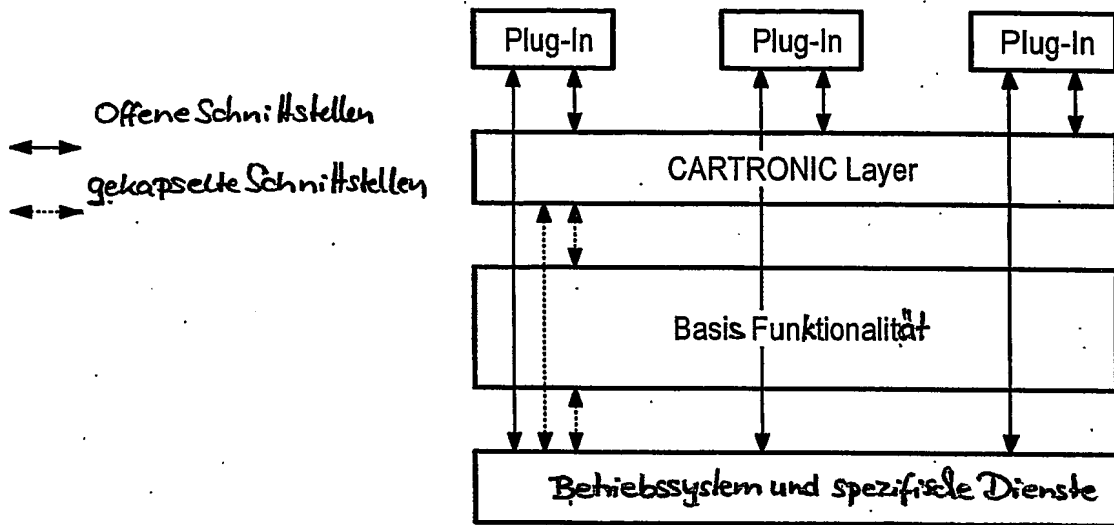 Plug-In Plug-In Plug-In
Offene Schnittstellen
gekapselte Schnittstellen
CARTRONIC Layer
Basis Funktionalität
Betriebssystem und spezifische Dienste